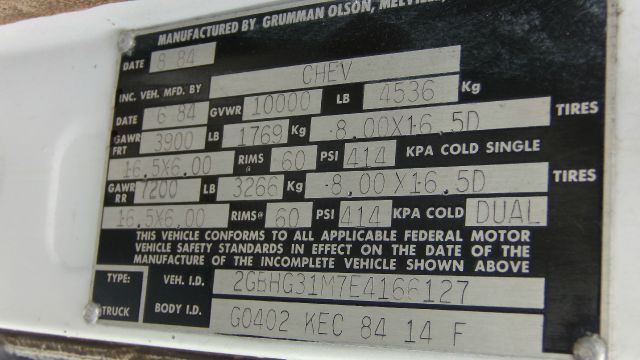 MANUFACTURED BY GRUMMAN OLSON,
DATE 8 84
INC. VEH. MFD. BY CHEV
DATE 6 84 GVWR 10000 LB 4536 Kg
GAWR FRT 3900 LB 1769 Kg 8.00X16.5D TIRES
16.5X6.00 RIMS @ 60 PSI 414 KPA COLD SINGLE
GAWR RR 7200 LB 3266 Kg 8.00X16.5D TIRES
16.5X6.00 RIMS@ 60 PSI 414 KPA COLD DUAL
THIS VEHICLE CONFORMS TO ALL APPLICABLE FEDERAL MOTOR
VEHICLE SAFETY STANDARDS IN EFFECT ON THE DATE OF THE
MANUFACTURE OF THE INCOMPLETE VEHICLE SHOWN ABOVE
TYPE: VEH. I.D. 2GBHG31M7E4166127
TRUCK BODY I.D. G0402 KEC 84 14 F